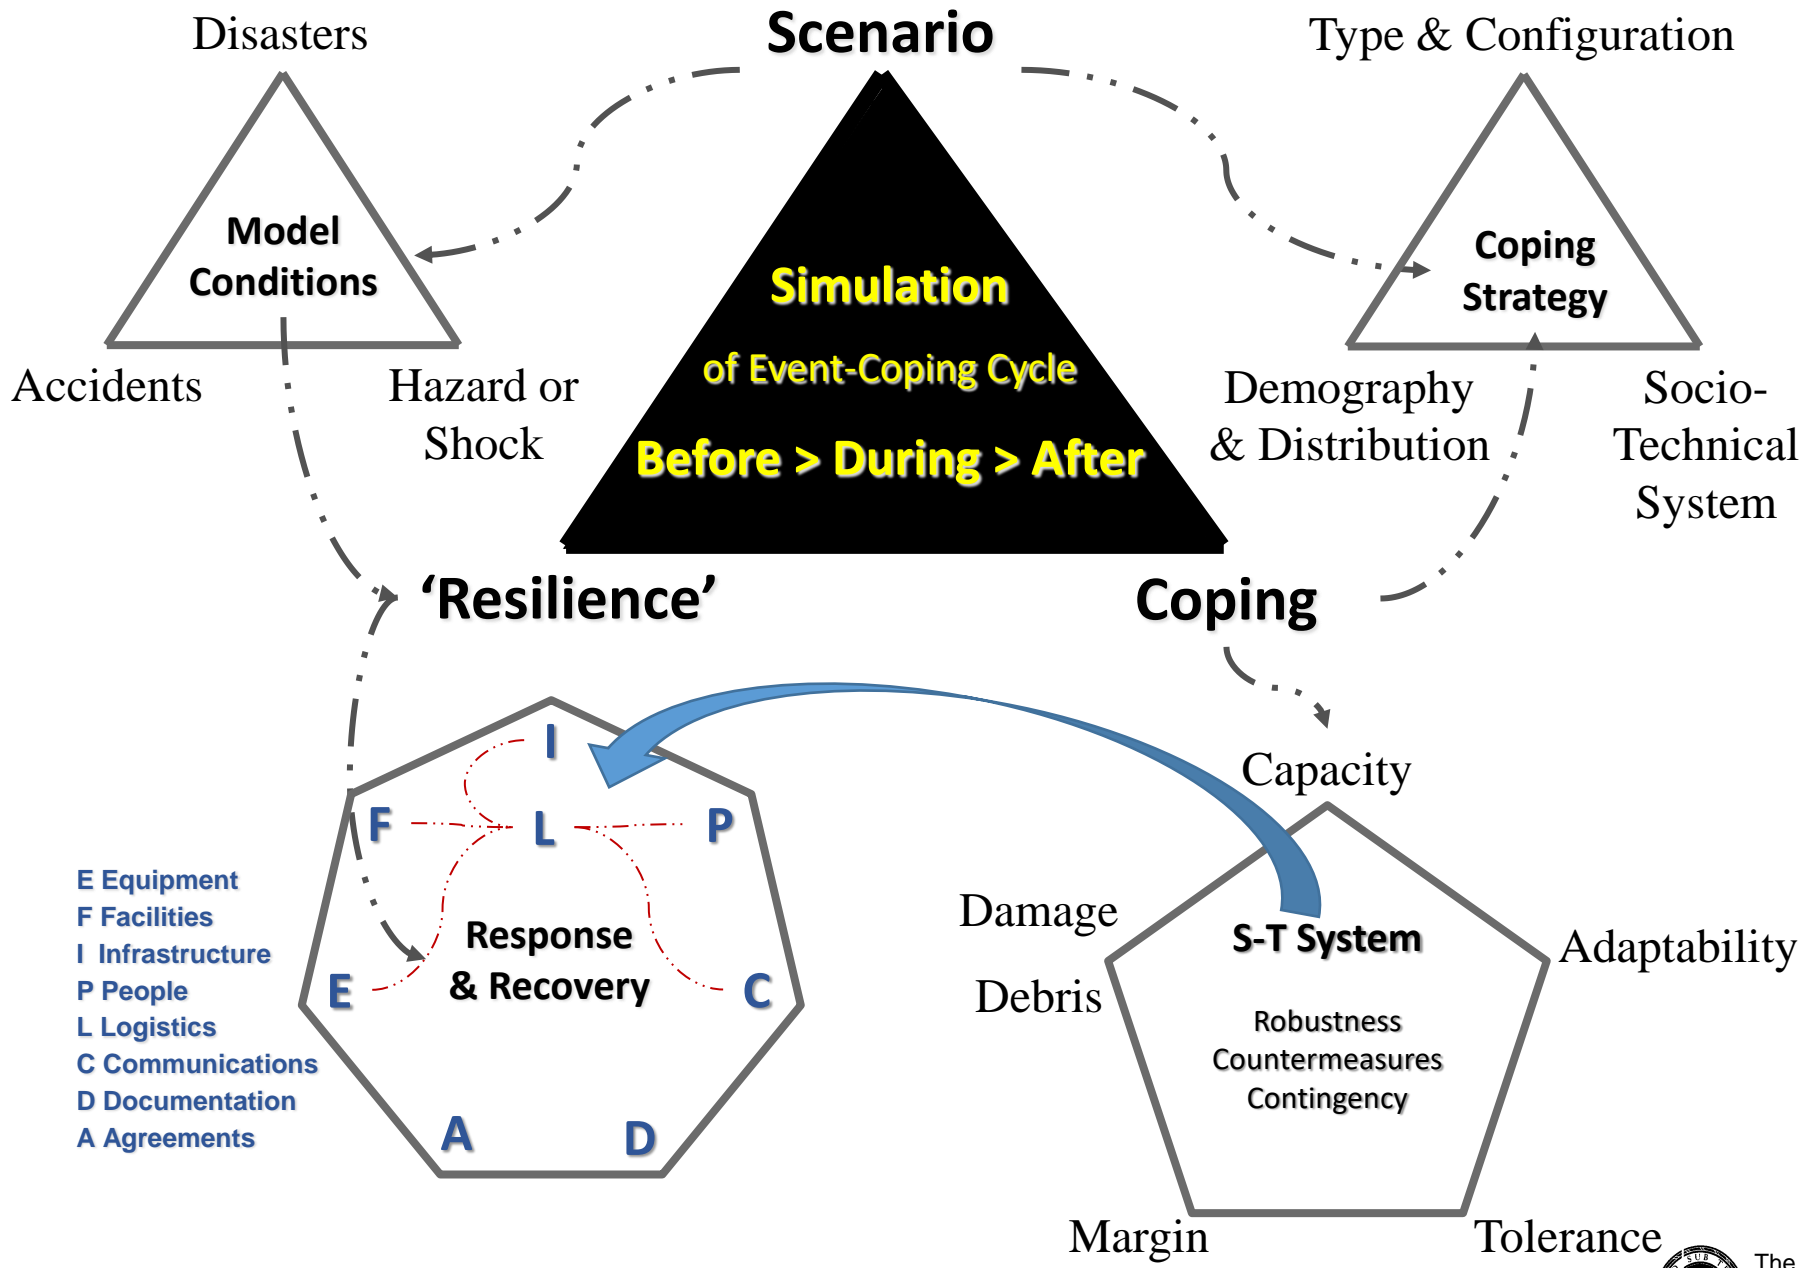 Disasters
Scenario
Type & Configuration
Model
Conditions
Simulation
of Event-Coping Cycle
Before > During > After
Coping
Strategy
Accidents
Hazard or
Shock
Demography
& Distribution
Socio-
Technical
System
‘Resilience’
Coping
I
F
L
P
E
C
A
D
Response
& Recovery
E Equipment
F Facilities
I Infrastructure
P People
L Logistics
C Communications
D Documentation
A Agreements
Capacity
Damage
Debris
Adaptability
S-T System
Robustness
Countermeasures
Contingency
Margin
Tolerance
SUB
The